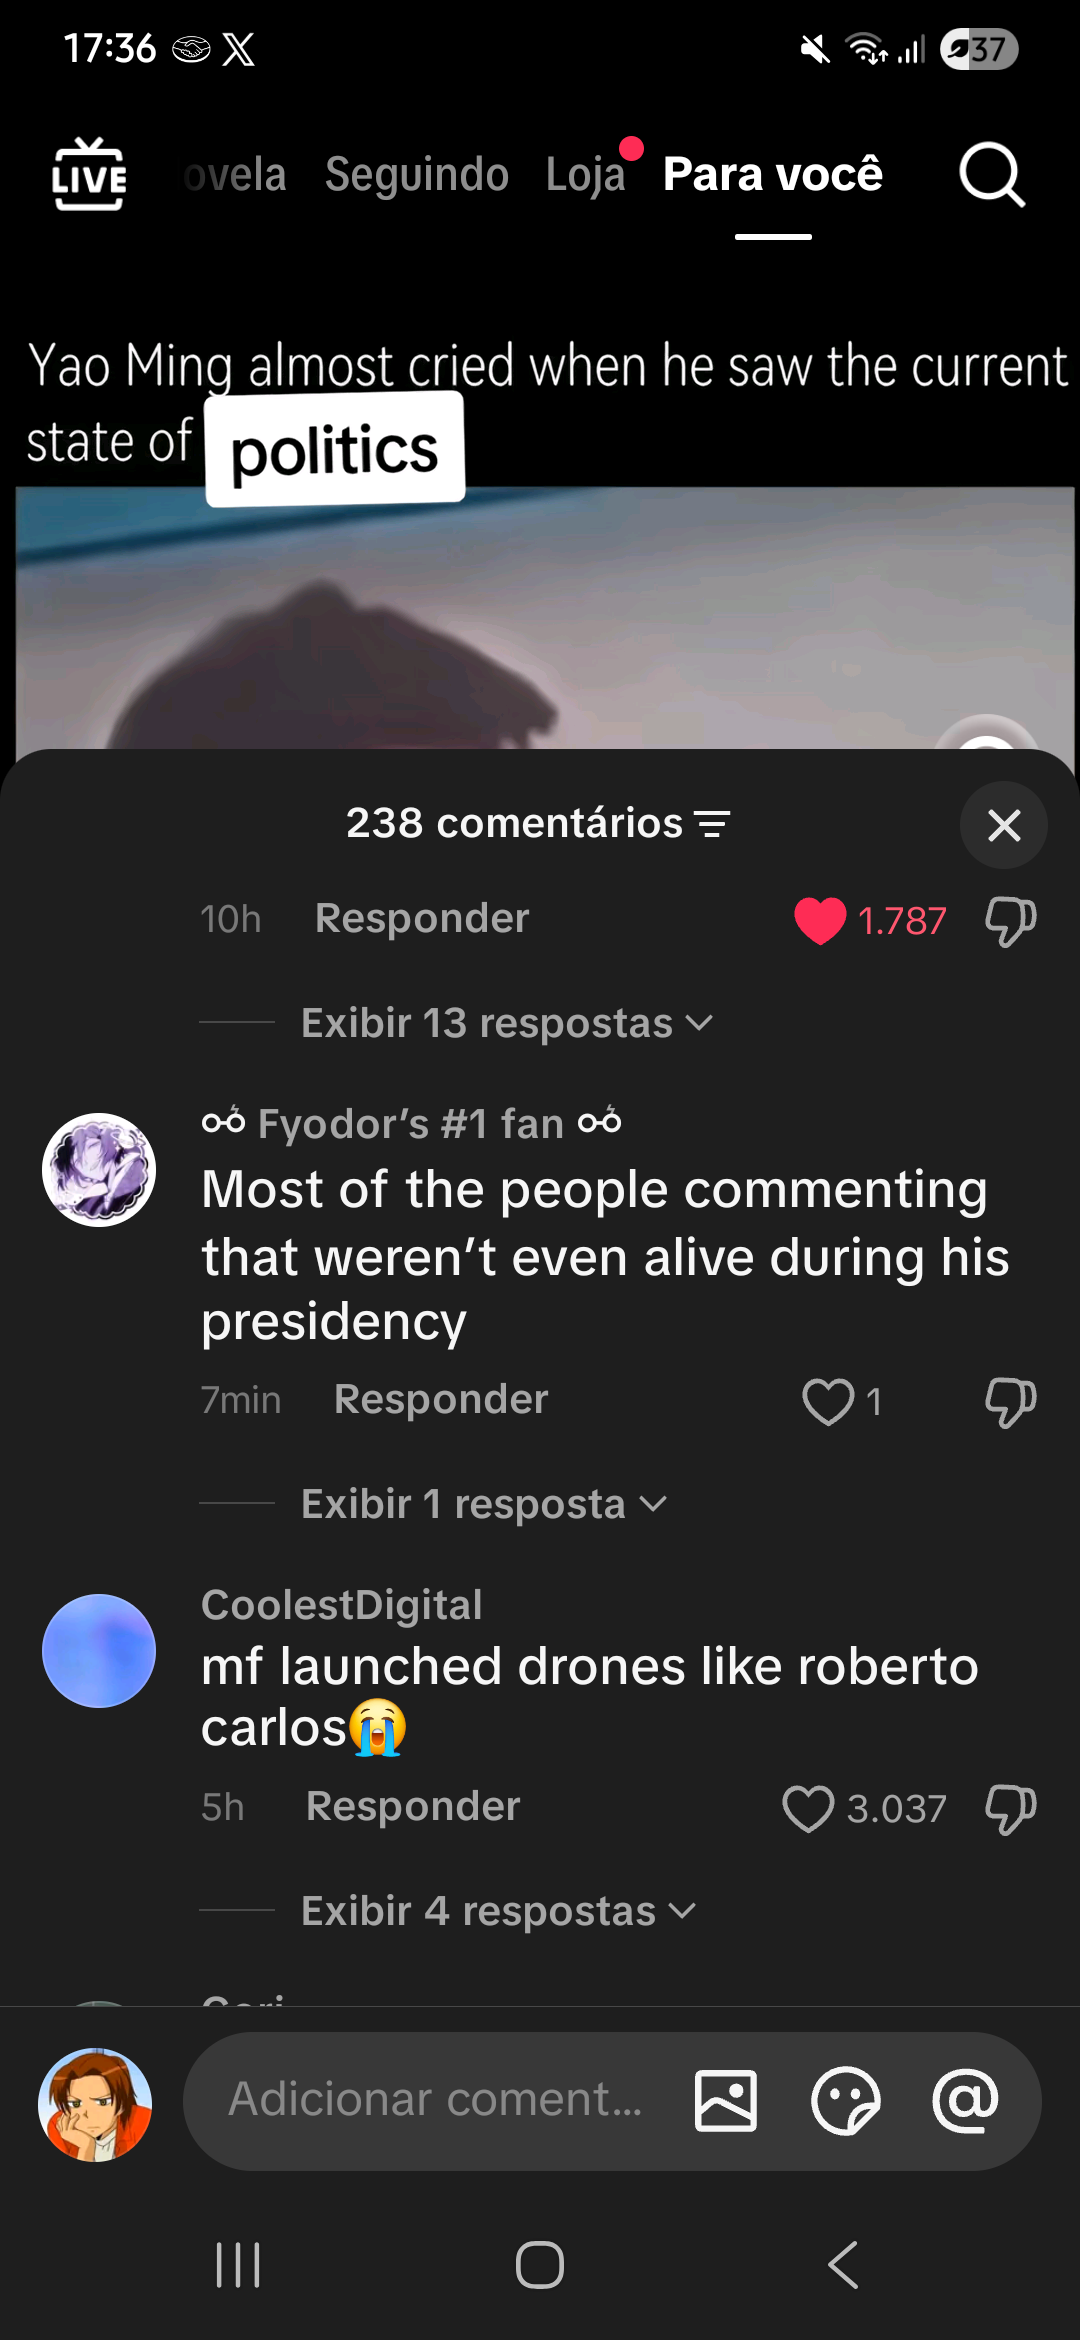 17:36
37
LIVE
ovela Seguindo Loja Para você
Yao Ming almost cried when he saw the current
state of politics
238 comentários
10h Responder 1.787
Exibir 13 respostas
Fyodor’s #1 fan
Most of the people commenting
that weren’t even alive during his
presidency
7min Responder 1
Exibir 1 resposta
CoolestDigital
mf launched drones like roberto
carlos😭
5h Responder 3.037
Exibir 4 respostas
Adicionar coment...